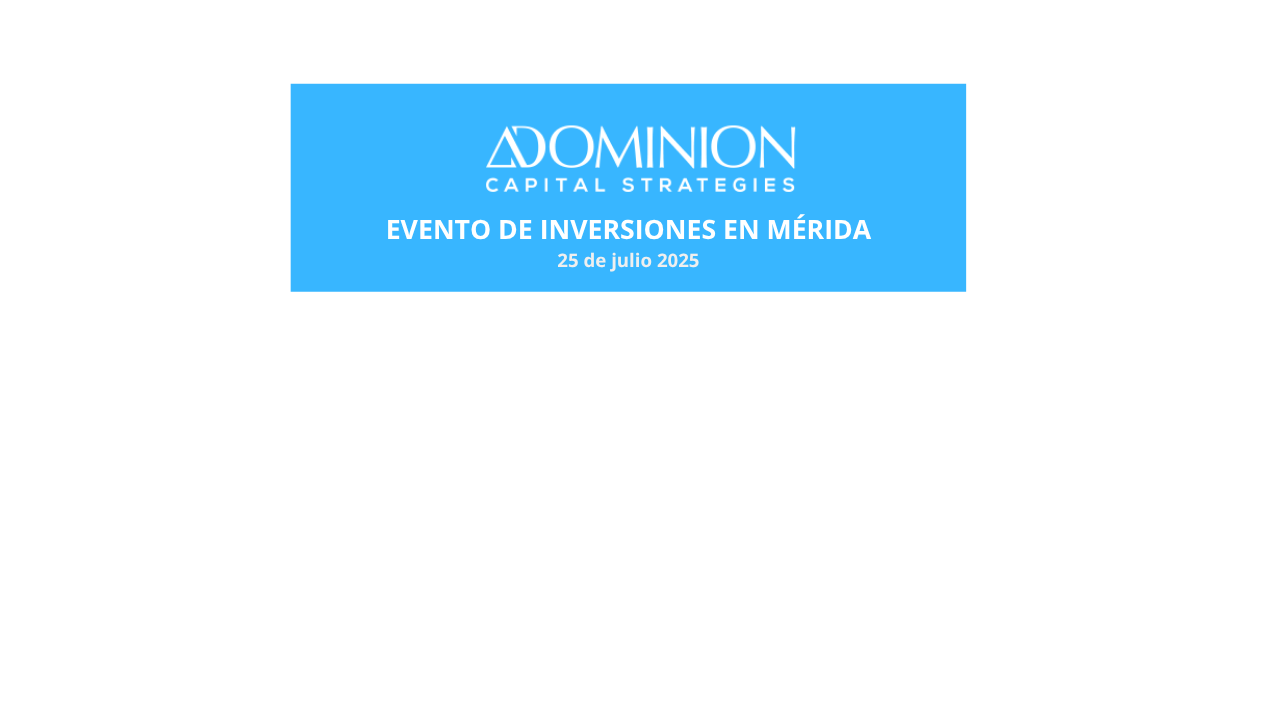 DOMINION
CAPITAL STRATEGIES
EVENTO DE INVERSIONES EN MÉRIDA
25 de julio 2025